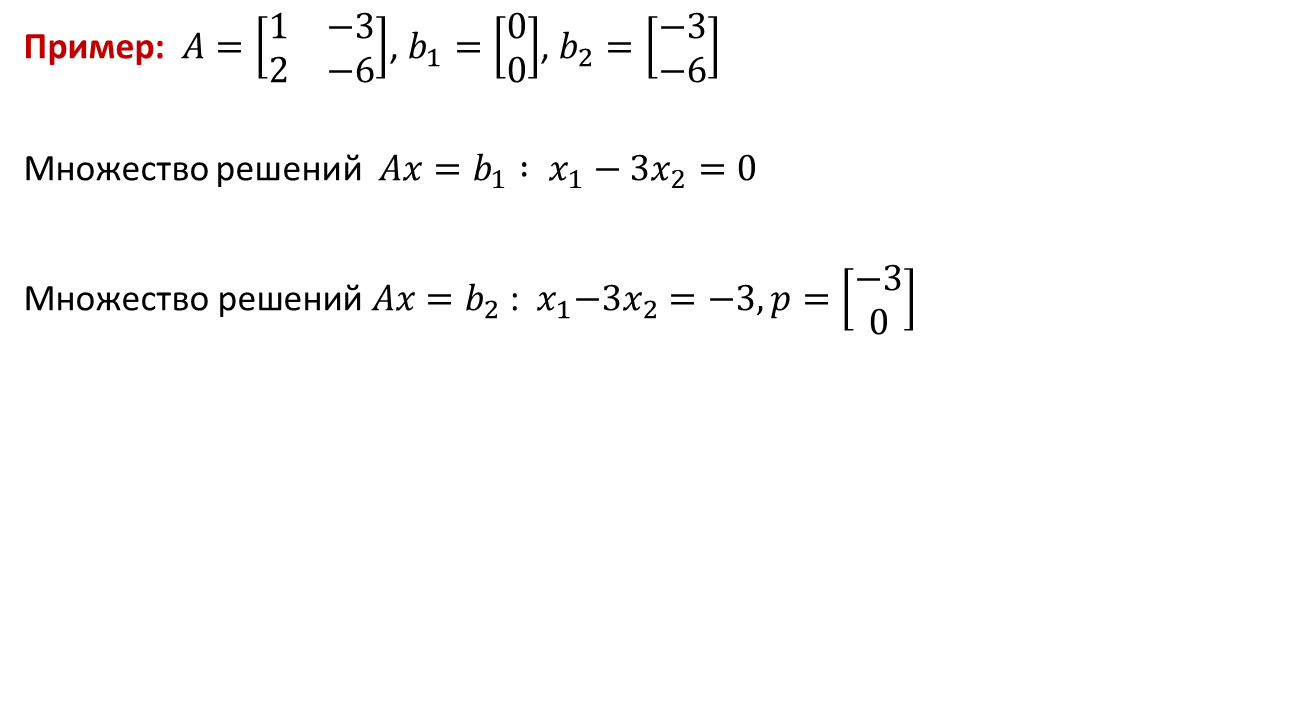 Пример: A = [1 −3; 2 −6], b₁ = [0; 0], b₂ = [−3; −6]
Множество решений Ax = b₁ : x₁ − 3x₂ = 0
Множество решений Ax = b₂ : x₁−3x₂ = −3, p = [−3; 0]